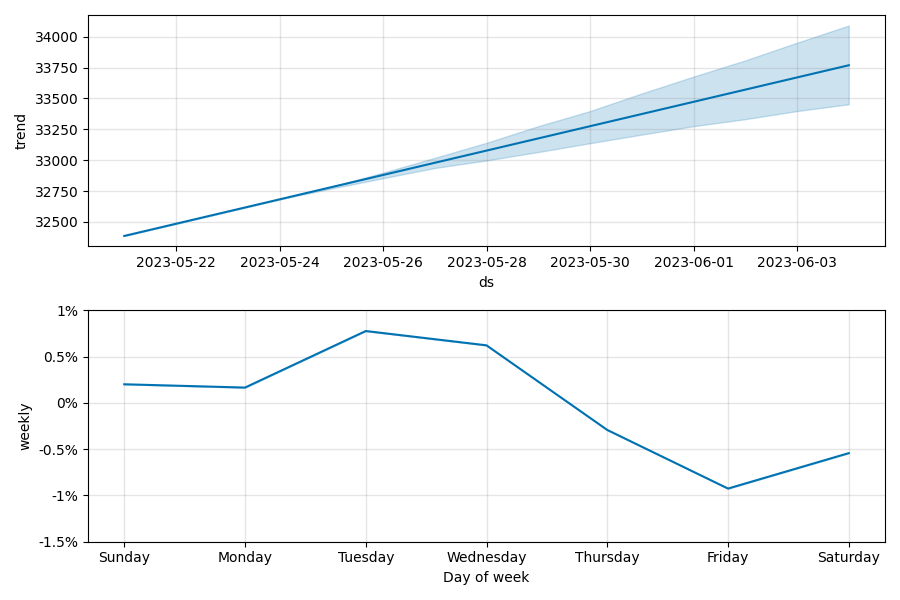 34000
33750
33500
33250
33000
32750
32500
trend
2023-05-22 2023-05-24 2023-05-26 2023-05-28 2023-05-30 2023-06-01 2023-06-03
ds
1%
0.5%
0%
-0.5%
-1%
-1.5%
weekly
Sunday Monday Tuesday Wednesday Thursday Friday Saturday
Day of week